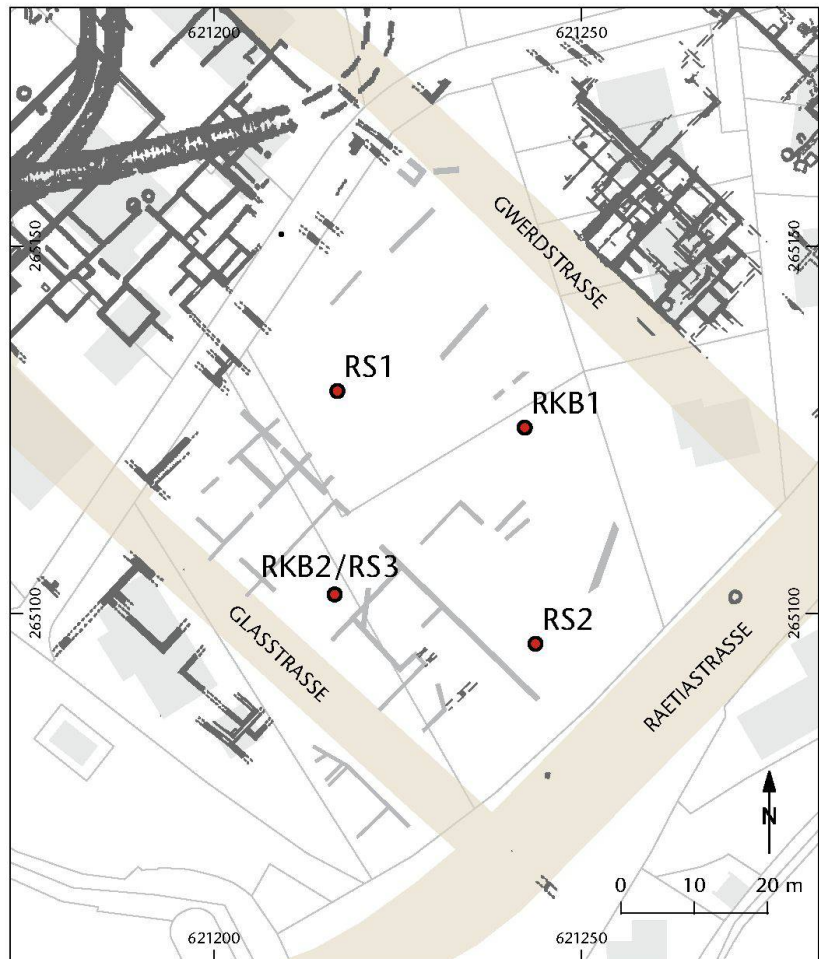 621200
621250
265150
265150
GWERDSTRASSE
RS1
RKB1
RKB2/RS3
RS2
265100
265100
GLASSTRASSE
RAETIASTRASSE
N
0 10 20 m
621200
621250